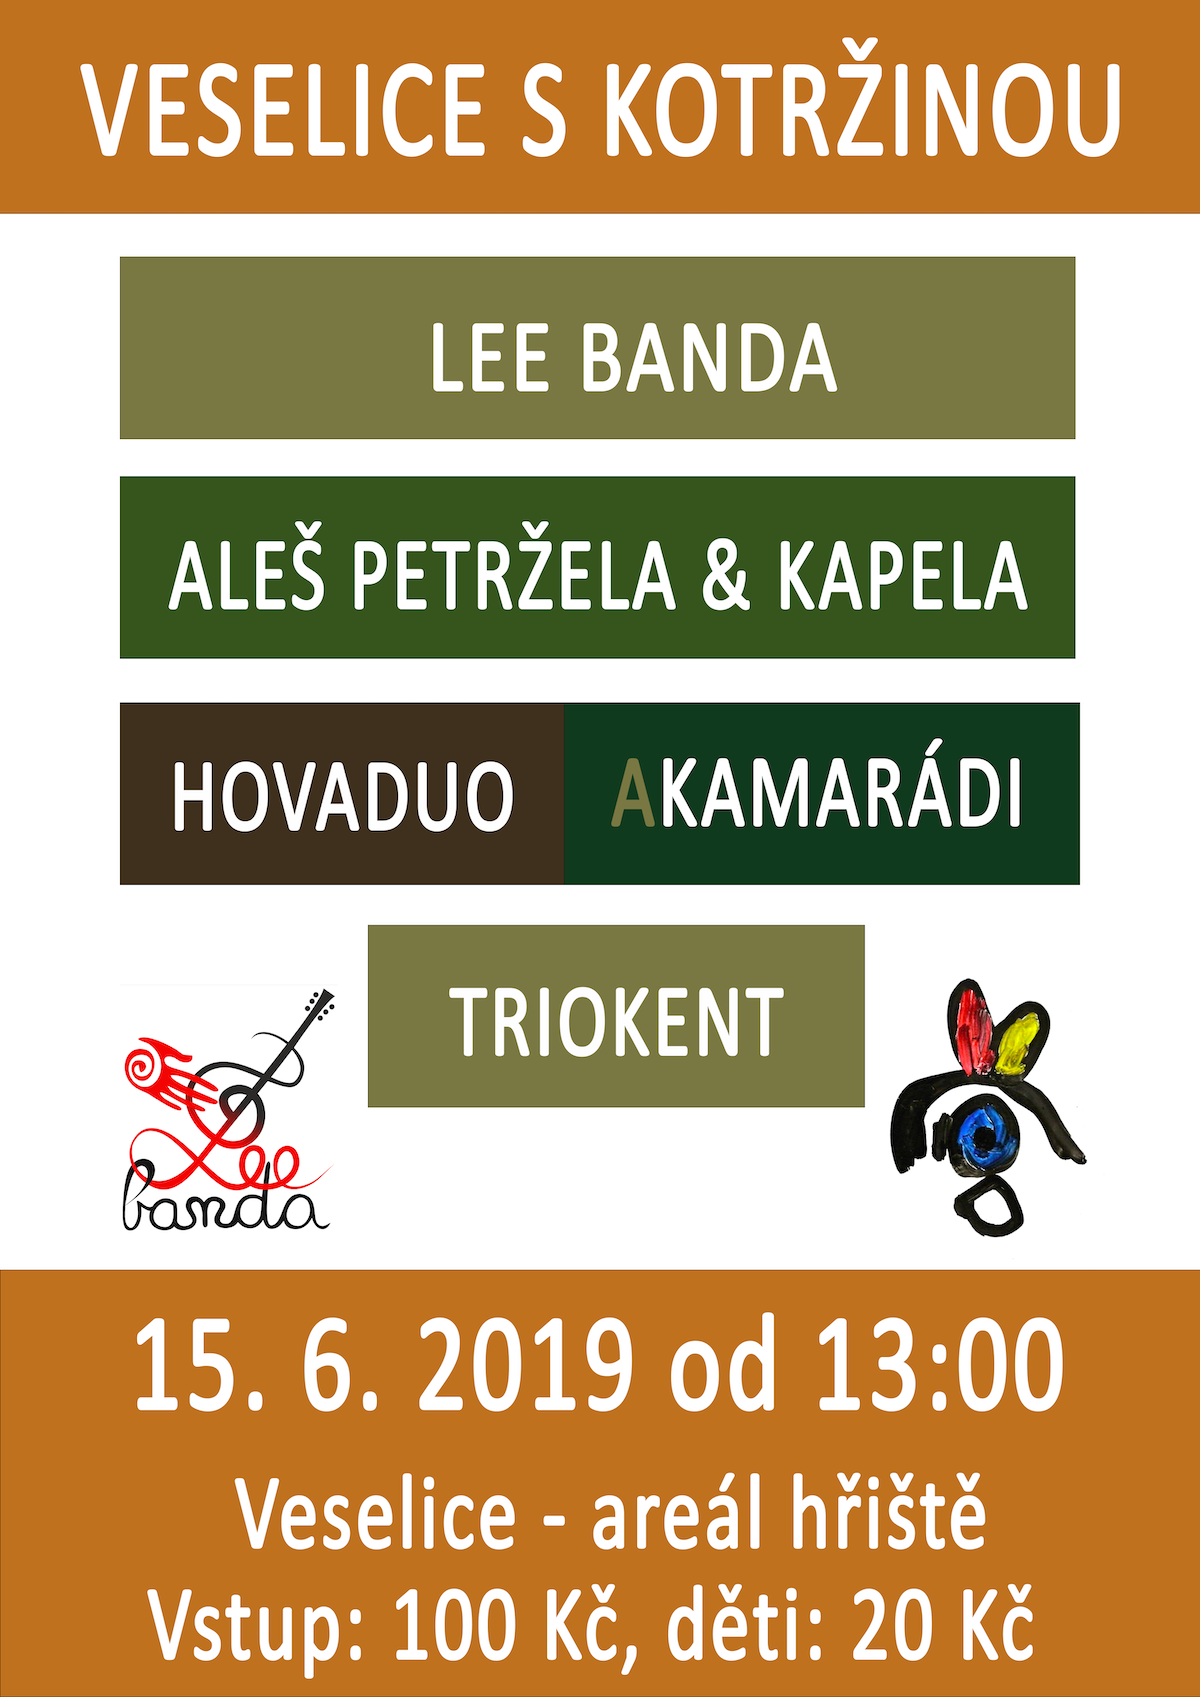 VESELICE S KOTRŽINOU
LEE BANDA
ALEŠ PETRŽELA & KAPELA
HOVADUO AKAMARÁDI
TRIOKENT
Lee
banda
15. 6. 2019 od 13:00
Veselice - areál hřiště
Vstup: 100 Kč, děti: 20 Kč